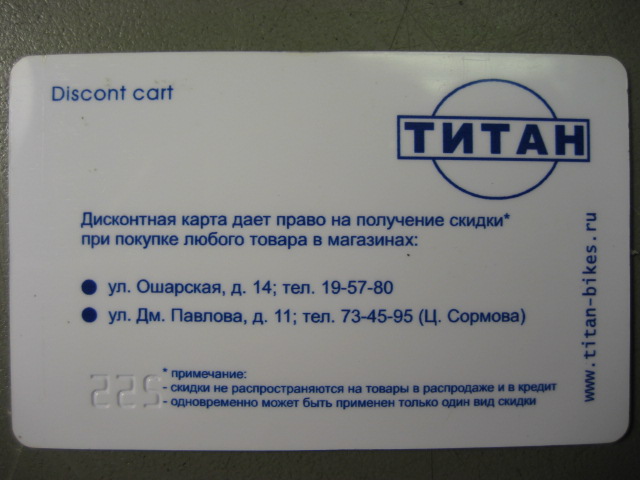 Discont cart
ТИТАН
Дисконтная карта дает право на получение скидки*
при покупке любого товара в магазинах:
● ул. Ошарская, д. 14; тел. 19-57-80
● ул. Дм. Павлова, д. 11; тел. 73-45-95 (Ц. Сормова)
* примечание:
- скидки не распространяются на товары в распродаже и в кредит
- одновременно может быть применен только один вид скидки
www.titan-bikes.ru